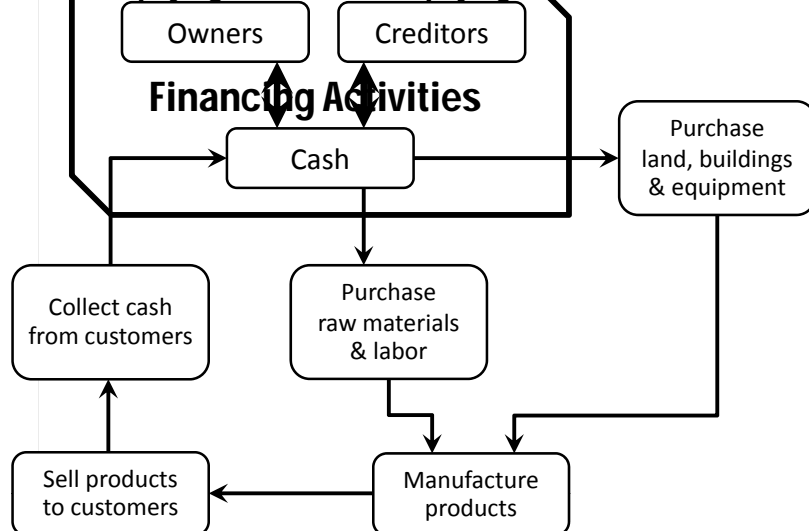 Owners
Creditors
Financing Activities
Cash
Purchase
land, buildings
& equipment
Collect cash
from customers
Purchase
raw materials
& labor
Sell products
to customers
Manufacture
products